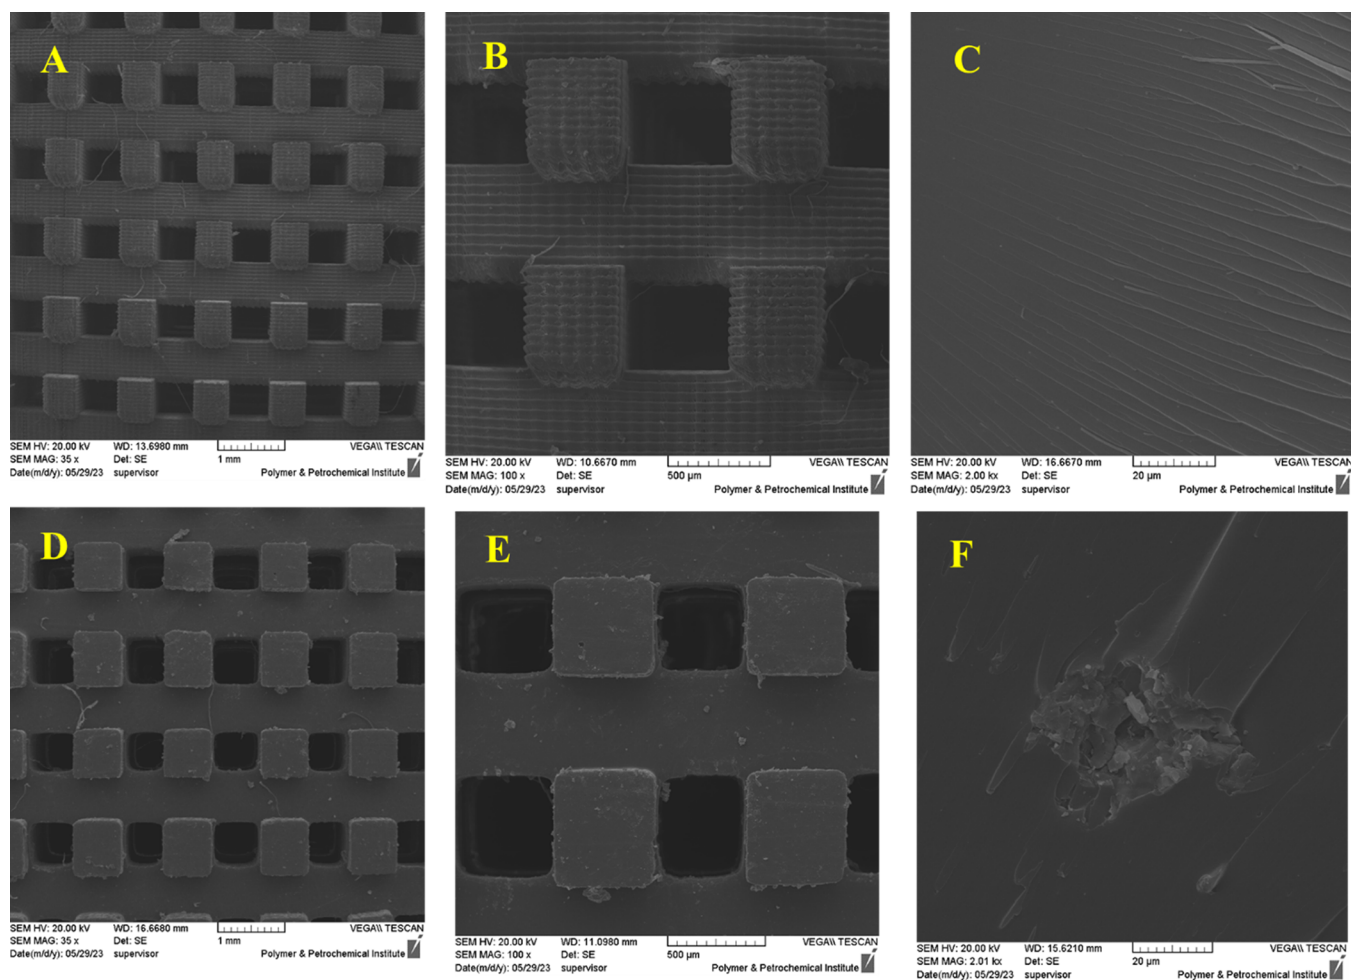 A
SEM HV: 20.00 kV WD: 13.6980 mm VEGA\\ TESCAN
SEM MAG: 35 x Det: SE 1 mm
Date(m/d/y): 05/29/23 supervisor Polymer & Petrochemical Institute
B
SEM HV: 20.00 kV WD: 10.6670 mm VEGA\\ TESCAN
SEM MAG: 100 x Det: SE 500 µm
Date(m/d/y): 05/29/23 supervisor Polymer & Petrochemical Institute
C
SEM HV: 20.00 kV WD: 16.6670 mm VEGA\\ TESCAN
SEM MAG: 2.00 kx Det: SE 20 µm
Date(m/d/y): 05/29/23 supervisor Polymer & Petrochemical Institute
D
SEM HV: 20.00 kV WD: 16.6680 mm VEGA\\ TESCAN
SEM MAG: 35 x Det: SE 1 mm
Date(m/d/y): 05/29/23 supervisor Polymer & Petrochemical Institute
E
SEM HV: 20.00 kV WD: 11.0980 mm VEGA\\ TESCAN
SEM MAG: 100 x Det: SE 500 µm
Date(m/d/y): 05/29/23 supervisor Polymer & Petrochemical Institute
F
SEM HV: 20.00 kV WD: 15.6210 mm VEGA\\ TESCAN
SEM MAG: 2.01 kx Det: SE 20 µm
Date(m/d/y): 05/29/23 supervisor Polymer & Petrochemical Institute